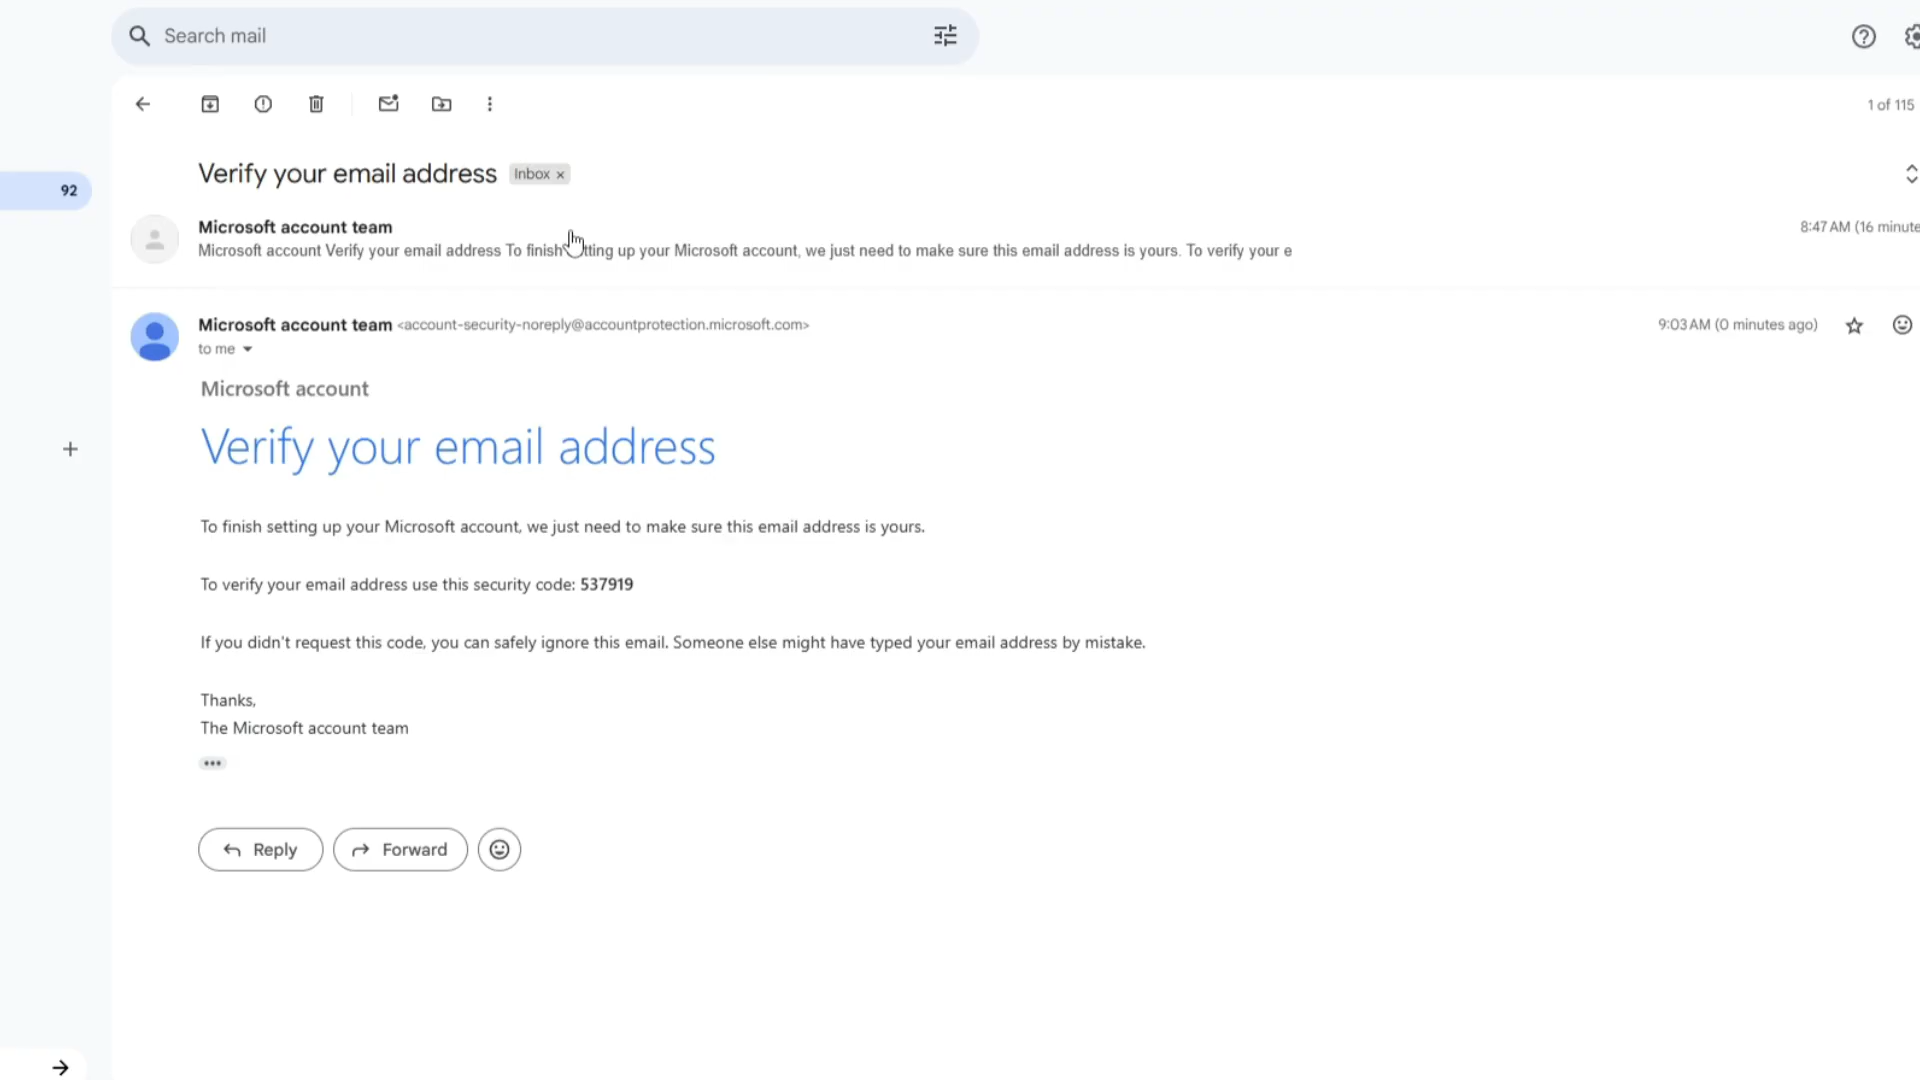 Search mail
1 of 115
Verify your email address Inbox ×
92
Microsoft account team
8:47 AM (16 minute
Microsoft account Verify your email address To finish tting up your Microsoft account, we just need to make sure this email address is yours. To verify your e
Microsoft account team <account-security-noreply@accountprotection.microsoft.com>
9:03 AM (0 minutes ago)
to me
Microsoft account
Verify your email address
To finish setting up your Microsoft account, we just need to make sure this email address is yours.
To verify your email address use this security code: 537919
If you didn't request this code, you can safely ignore this email. Someone else might have typed your email address by mistake.
Thanks,
The Microsoft account team
Reply
Forward